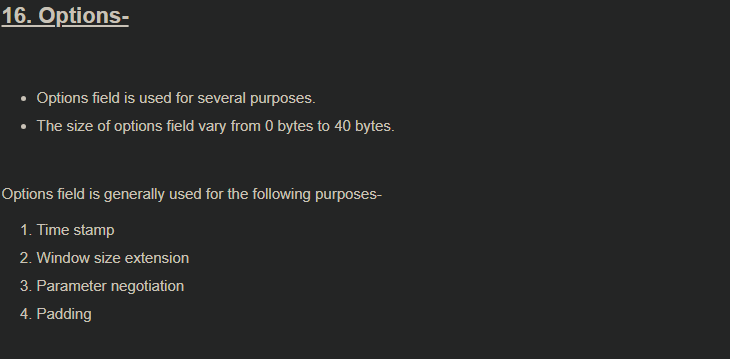 16. Options-
• Options field is used for several purposes.
• The size of options field vary from 0 bytes to 40 bytes.
Options field is generally used for the following purposes-
1. Time stamp
2. Window size extension
3. Parameter negotiation
4. Padding